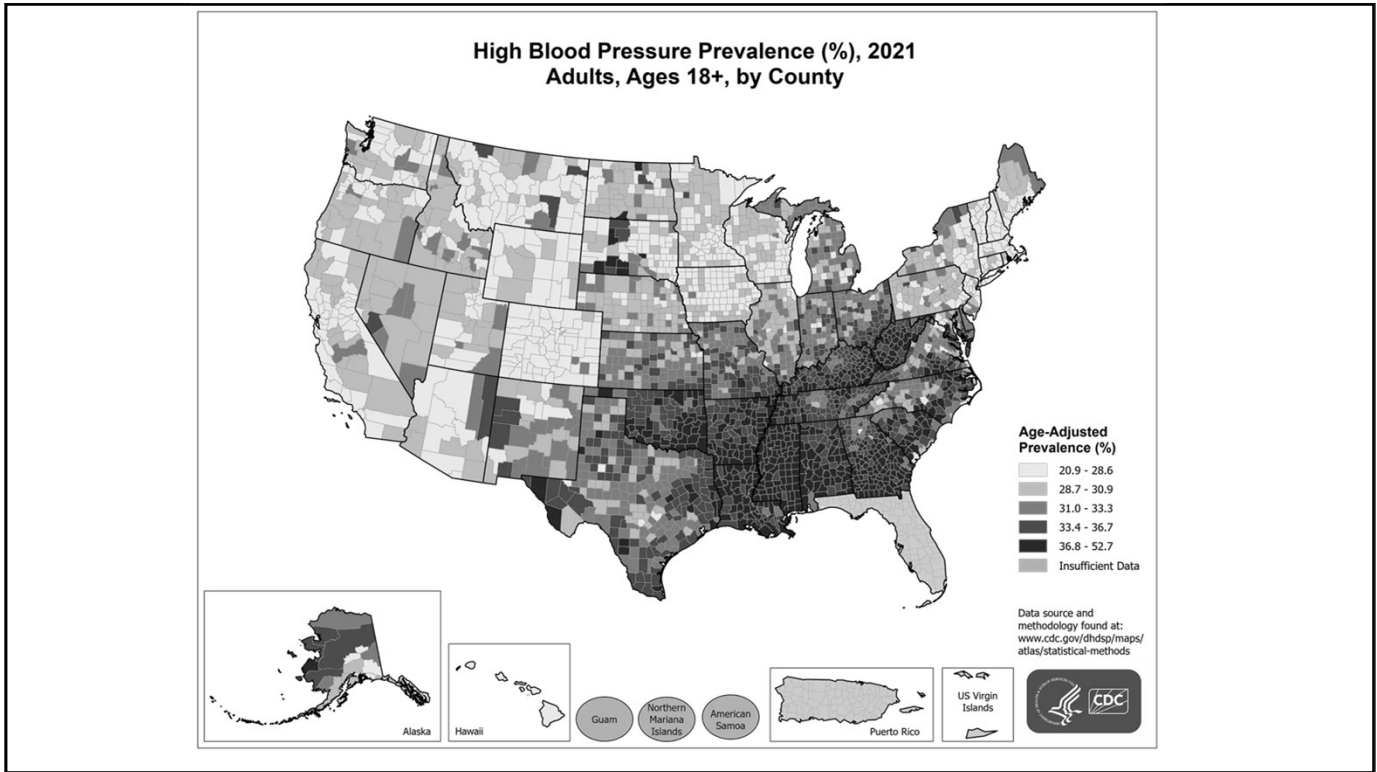 High Blood Pressure Prevalence (%), 2021
Adults, Ages 18+, by County
Age-Adjusted
Prevalence (%)
20.9 - 28.6
28.7 - 30.9
31.0 - 33.3
33.4 - 36.7
36.8 - 52.7
Insufficient Data
Data source and
methodology found at:
www.cdc.gov/dhdsp/maps/
atlas/statistical-methods
Alaska
Hawaii
Guam
Northern
Mariana
Islands
American
Samoa
Puerto Rico
US Virgin
Islands
CDC